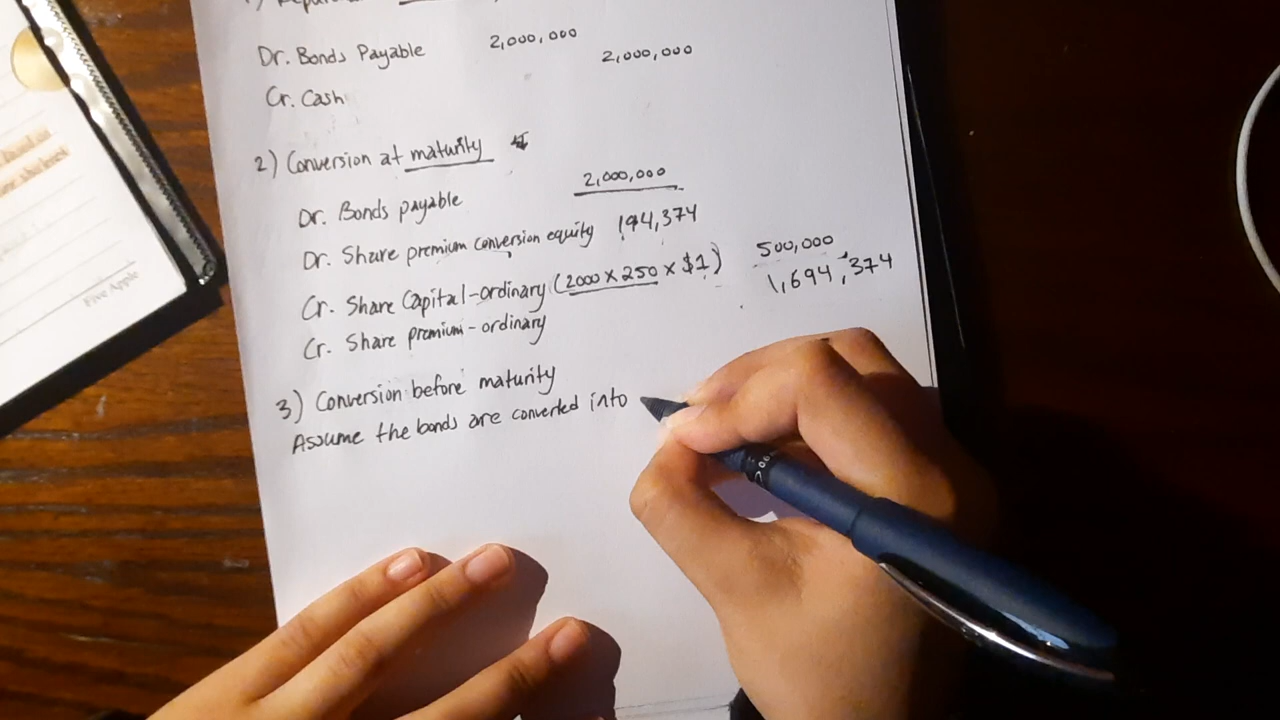 Dr. Bonds Payable 2,000,000
2,000,000
Cr. Cash
2) Conversion at maturity
2,000,000
Dr. Bonds payable
Dr. Share premium conversion equity 194,374
500,000
Cr. Share Capital-ordinary (2000 x 250 x $1) 1,694,374
Cr. Share premium - ordinary
3) Conversion before maturity
Assume the bonds are converted into
Five Apple